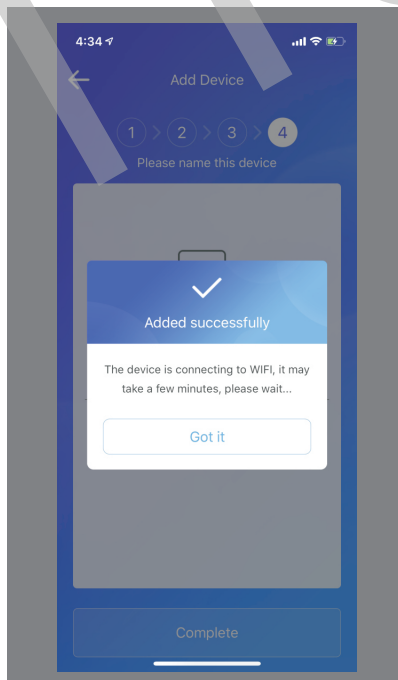 4:34
Add Device
1 > 2 > 3 > 4
Please name this device
Added successfully
The device is connecting to WIFI, it may
take a few minutes, please wait...
Got it
Complete